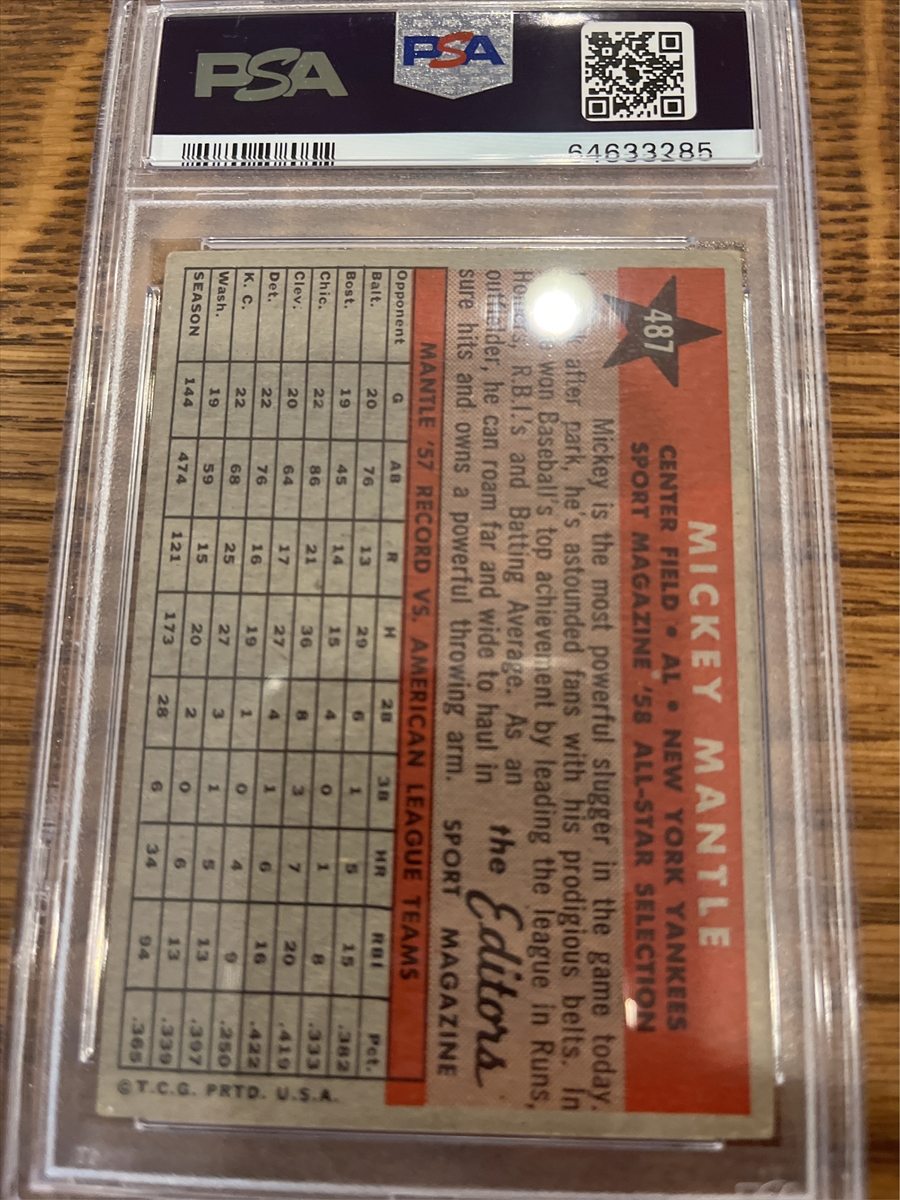 PSA
PSA
64633285
487
MICKEY MANTLE
CENTER FIELD • AL • NEW YORK YANKEES
SPORT MAGAZINE '58 ALL-STAR SELECTION
Mickey is the most powerful slugger in the game today.
after park, he's astounded fans with his prodigious belts. In
won Baseball's top achievement by leading the league in Runs,
R.B.I.'s and Batting Average. As an
outfielder, he can roam far and wide to haul in
sure hits and owns a powerful throwing arm.
the Editors
SPORT MAGAZINE
MANTLE '57 RECORD VS. AMERICAN LEAGUE TEAMS
Opponent G AB R H 2B 3B HR RBI Pct.
Balt. 20 76 13 29 6 1 5 15 .382
Bost. 19 45 14 15 4 0 1 8 .333
Chic. 22 86 21 36 8 3 7 20 .419
Clev. 20 64 17 27 4 1 6 16 .422
Det. 22 76 16 19 1 0 4 9 .250
K. C. 22 68 25 27 3 1 5 13 .397
Wash. 19 59 15 20 2 0 6 13 .339
SEASON 144 474 121 173 28 6 34 94 .365
©T.C.G. PRTD. U.S.A.